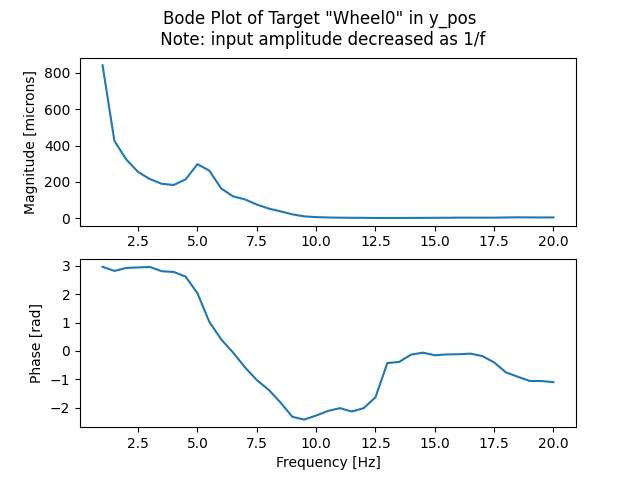 Bode Plot of Target "Wheel0" in y_pos
Note: input amplitude decreased as 1/f
Magnitude [microns]
800
600
400
200
0
2.5 5.0 7.5 10.0 12.5 15.0 17.5 20.0
Phase [rad]
3
2
1
0
−1
−2
2.5 5.0 7.5 10.0 12.5 15.0 17.5 20.0
Frequency [Hz]